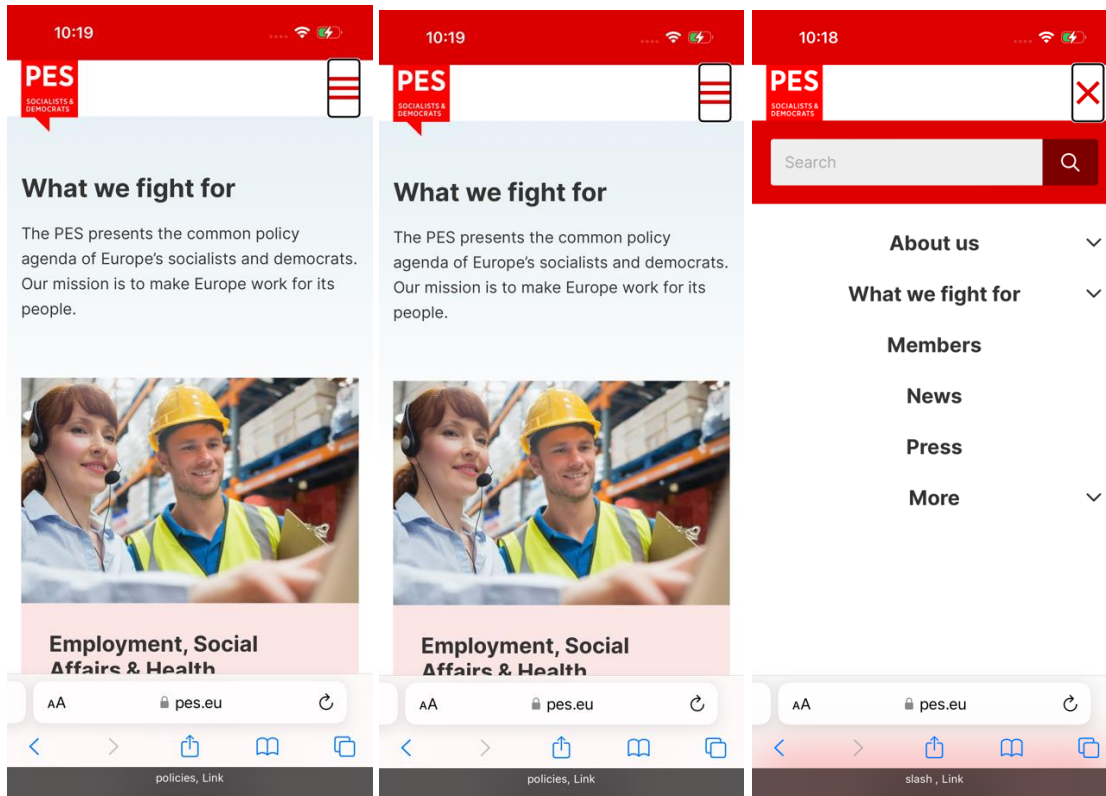 10:19
PES
SOCIALISTS &
DEMOCRATS
What we fight for
The PES presents the common policy
agenda of Europe’s socialists and democrats.
Our mission is to make Europe work for its
people.
Employment, Social
Affairs & Health
AA
pes.eu
policies, Link
10:19
PES
SOCIALISTS &
DEMOCRATS
What we fight for
The PES presents the common policy
agenda of Europe’s socialists and democrats.
Our mission is to make Europe work for its
people.
Employment, Social
Affairs & Health
AA
pes.eu
policies, Link
10:18
PES
SOCIALISTS &
DEMOCRATS
Search
About us
What we fight for
Members
News
Press
More
AA
pes.eu
slash , Link